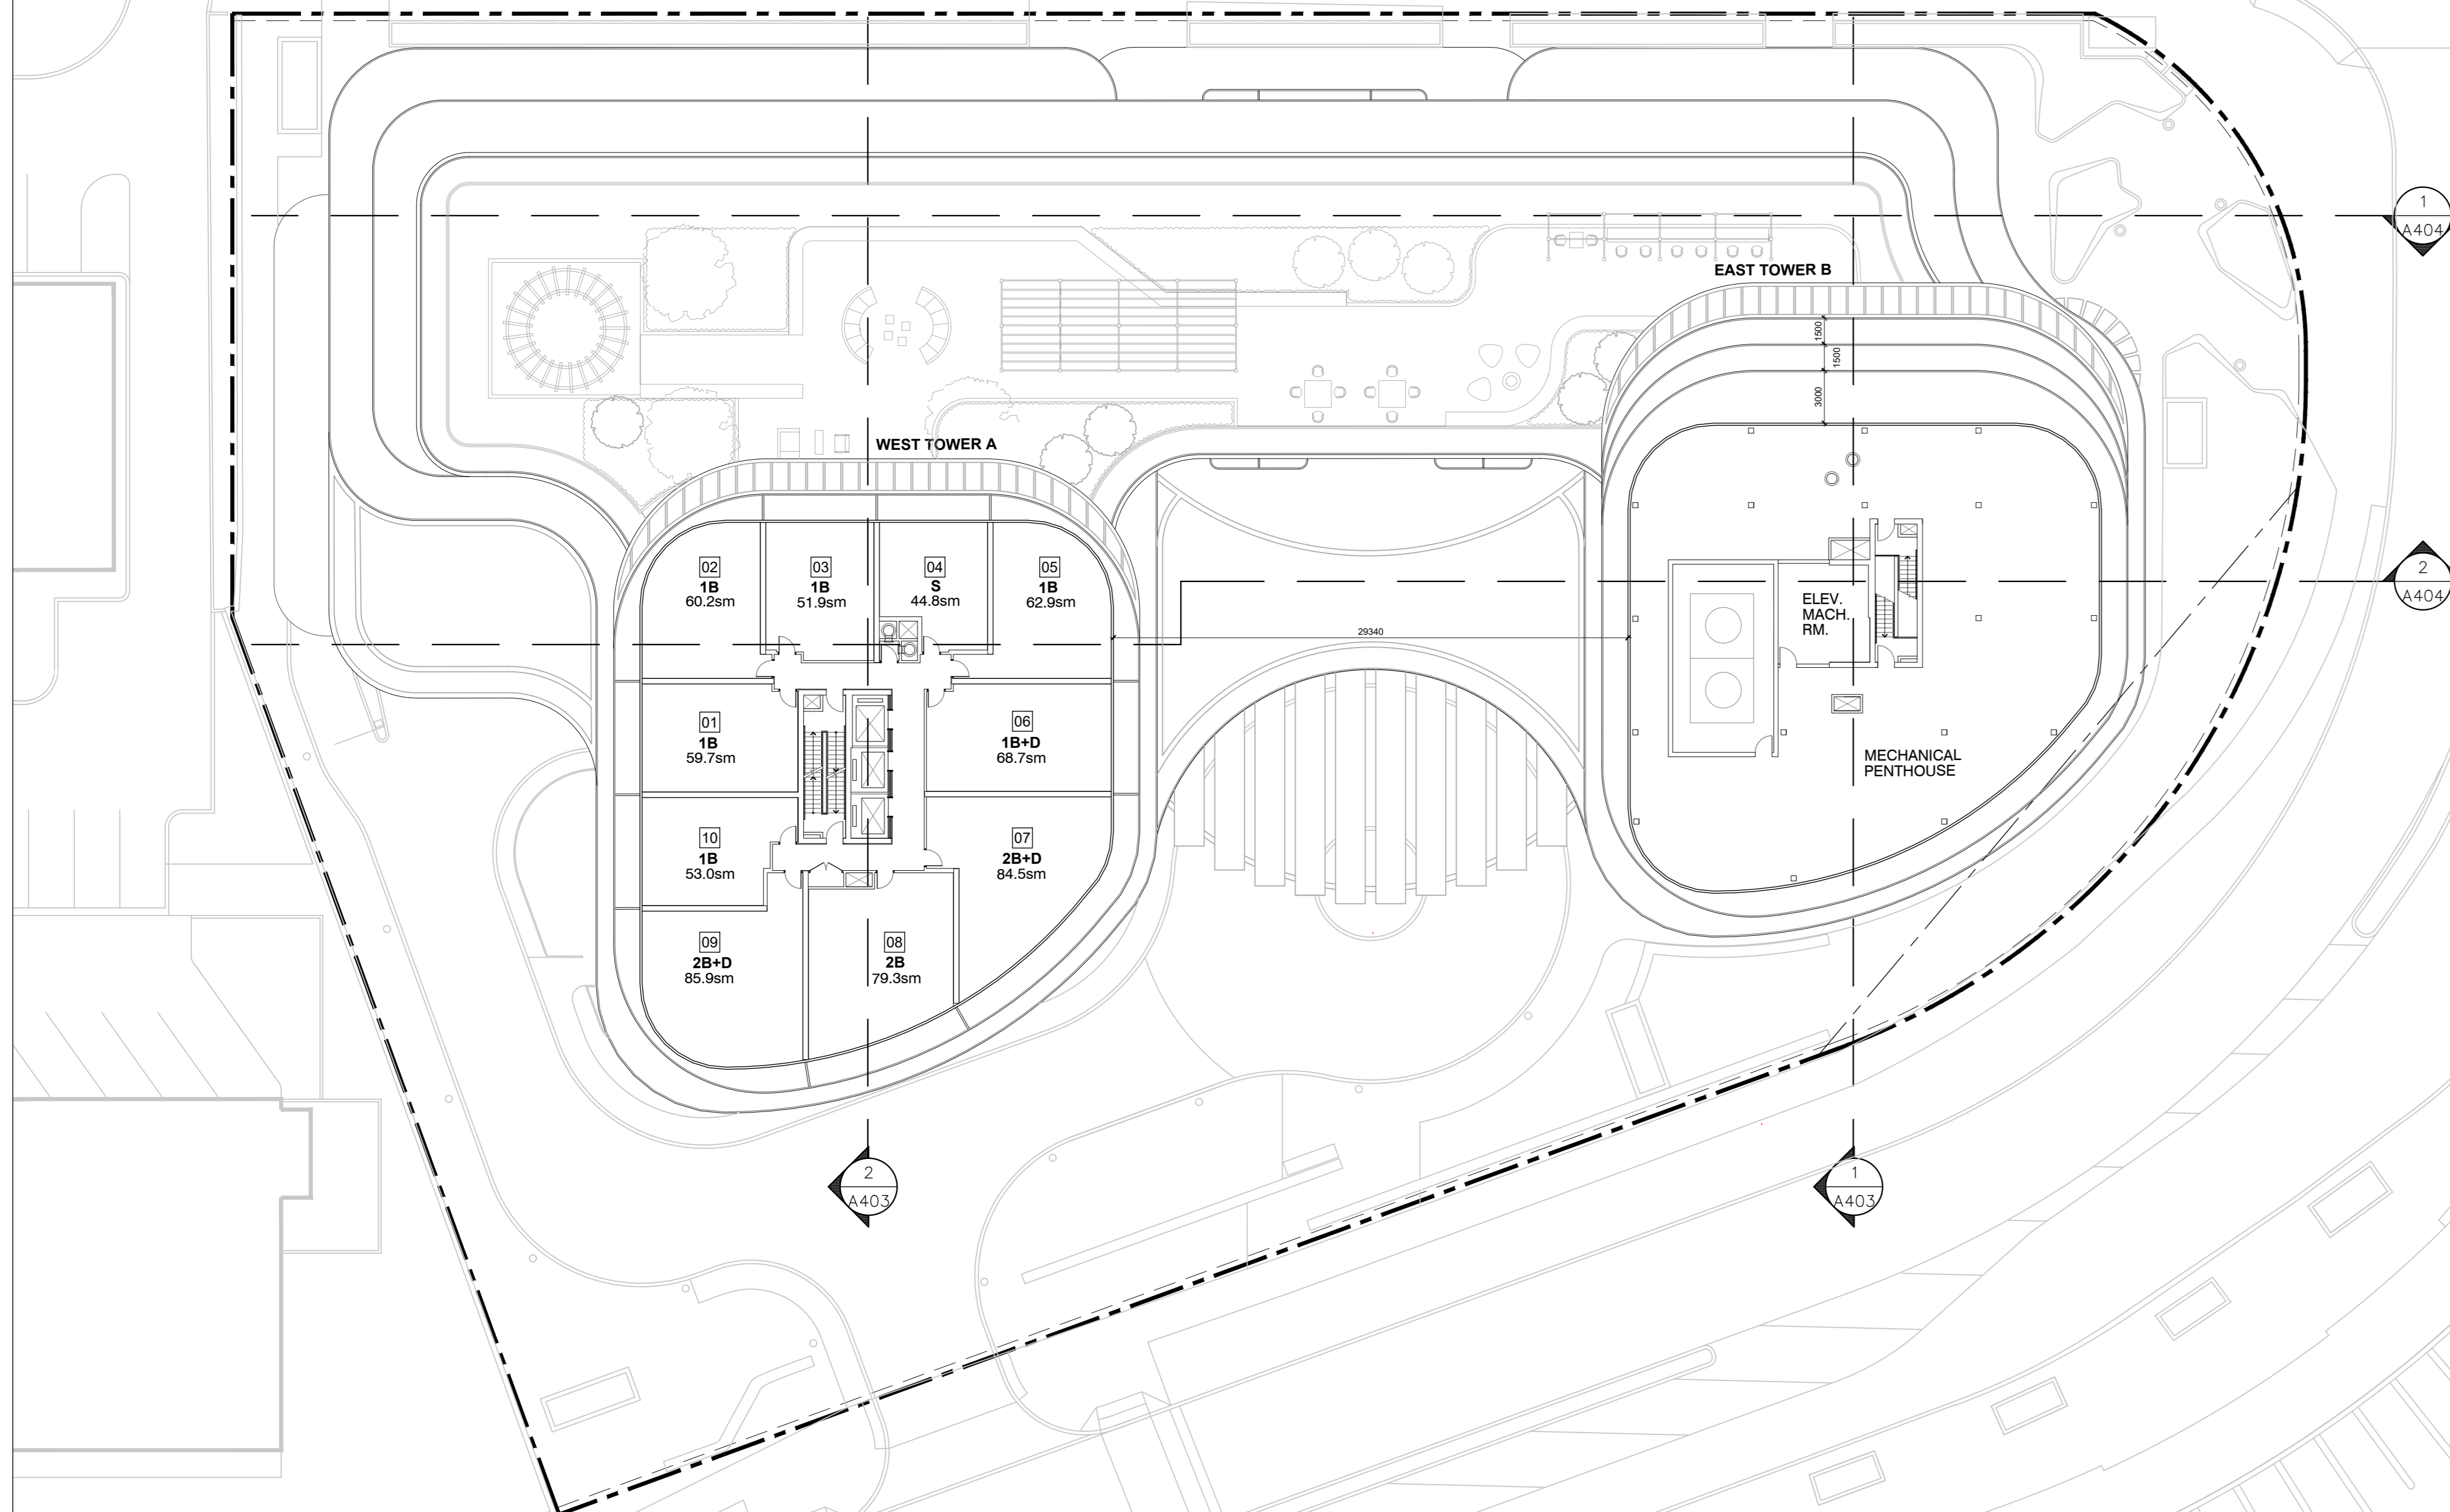 1
A404
EAST TOWER B
1500
1500
3000
WEST TOWER A
02
1B
60.2sm
03
1B
51.9sm
04
S
44.8sm
05
1B
62.9sm
2
A404
ELEV.
MACH.
RM.
29340
01
1B
59.7sm
06
1B+D
68.7sm
MECHANICAL
PENTHOUSE
10
1B
53.0sm
07
2B+D
84.5sm
09
2B+D
85.9sm
08
2B
79.3sm
2
A403
1
A403